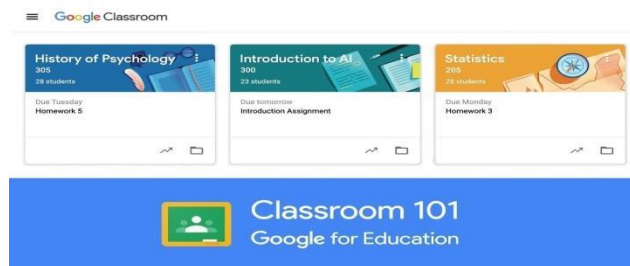 Google Classroom
History of Psychology
305
28 students
Due Tuesday
Homework 5
Introduction to AI
300
23 students
Due tomorrow
Introduction Assignment
Statistics
205
28 students
Due Monday
Homework 3
Classroom 101
Google for Education